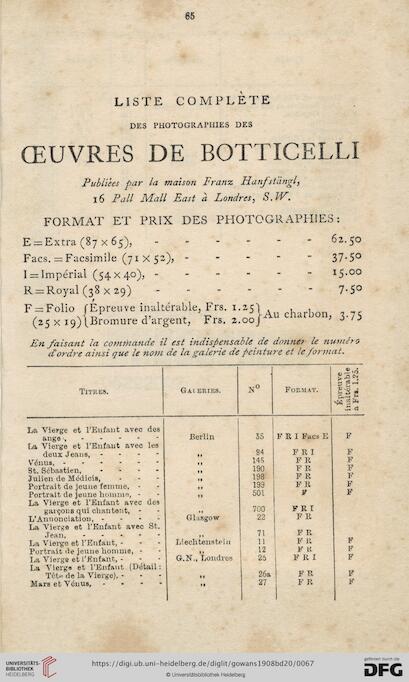 65
LISTE COMPLÈTE
DES PHOTOGRAPHIES DES
ŒUVRES DE BOTTICELLI
Publiées par la maison Franz Hanfstängl,
16 Pall Mall East à Londres, S.W.
FORMAT ET PRIX DES PHOTOGRAPHIES:
E = Extra (87 x 65), - - - - - - 62.50
Facs. = Facsimile (71 x 52), - - - - - 37.50
I = Impérial (54 x 40), - - - - - - 15.00
R = Royal (38 x 29) - - - - - - 7.50
F = Folio {Épreuve inaltérable, Frs. 1.25} Au charbon, 3.75
(25 x 19) {Bromure d'argent, Frs. 2.00}
En faisant la commande il est indispensable de donner le numéro
d'ordre ainsi que le nom de la galerie de peinture et le format.
TITRES. GALERIES. Nº FORMAT. Épreuve inaltérable à Frs. 1.25.
La Vierge et l'Enfant avec des
ange, - - - - - Berlin 35 F R I Facs E F
La Vierge et l'Enfant avec les
deux Jeans, - - - - „ 24 F R I F
Vénus, - - - - - „ 145 F R F
St. Sébastien, - - - - „ 190 F R F
Julien de Médicis, - - - „ 198 F R F
Portrait de jeune femme, - - „ 199 F R F
Portrait de jeune homme, - - „ 501 F F
La Vierge et l'Enfant avec des
garçons qui chantent, - - „ 700 F R I
L'Annonciation, - - - - Glasgow 22 F R
La Vierge et l'Enfant avec St.
Jean, - - - - - „ 71 F R
La Vierge et l'Enfant, - - - Liechtenstein 11 F R F
Portrait de jeune homme, - - „ 12 F R F
La Vierge et l'Enfant, - - - G.N., Londres 25 F R I F
La Vierge et l'Enfant (Détail:
Tête de la Vierge), - - - „ 26a F R F
Mars et Vénus, - - - - „ 27 F R F
UNIVERSITÄTS-
BIBLIOTHEK
HEIDELBERG
https://digi.ub.uni-heidelberg.de/diglit/gowans1908bd20/0067
© Universitätsbibliothek Heidelberg
gefördert durch die
DFG